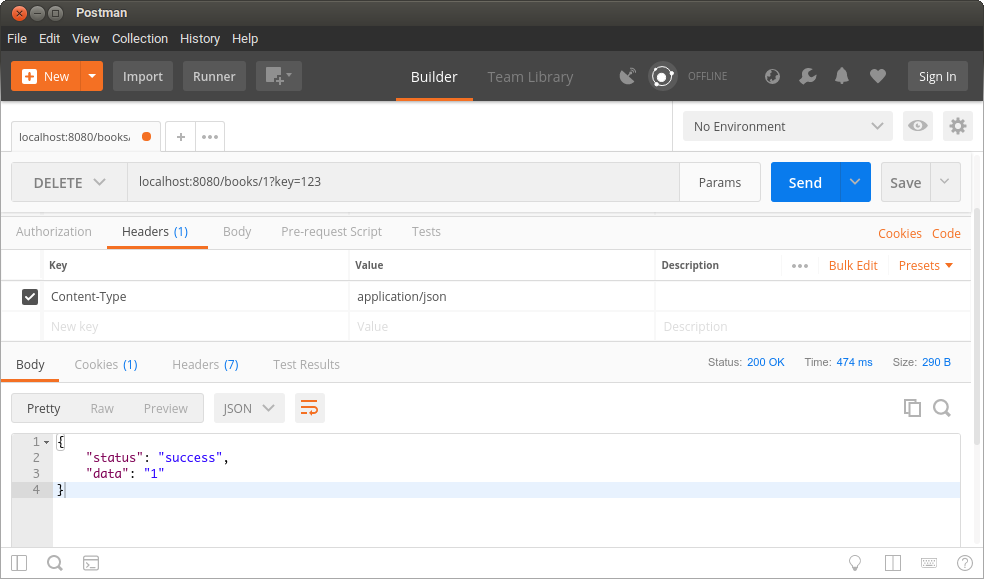 Postman
File Edit View Collection History Help
New Import Runner Builder Team Library OFFLINE Sign In
localhost:8080/books/ + ••• No Environment
DELETE localhost:8080/books/1?key=123 Params Send Save
Authorization Headers (1) Body Pre-request Script Tests Cookies Code
Key Value Description ••• Bulk Edit Presets
Content-Type application/json
New key Value Description
Body Cookies (1) Headers (7) Test Results Status: 200 OK Time: 474 ms Size: 290 B
Pretty Raw Preview JSON
1 {
2 "status": "success",
3 "data": "1"
4 }